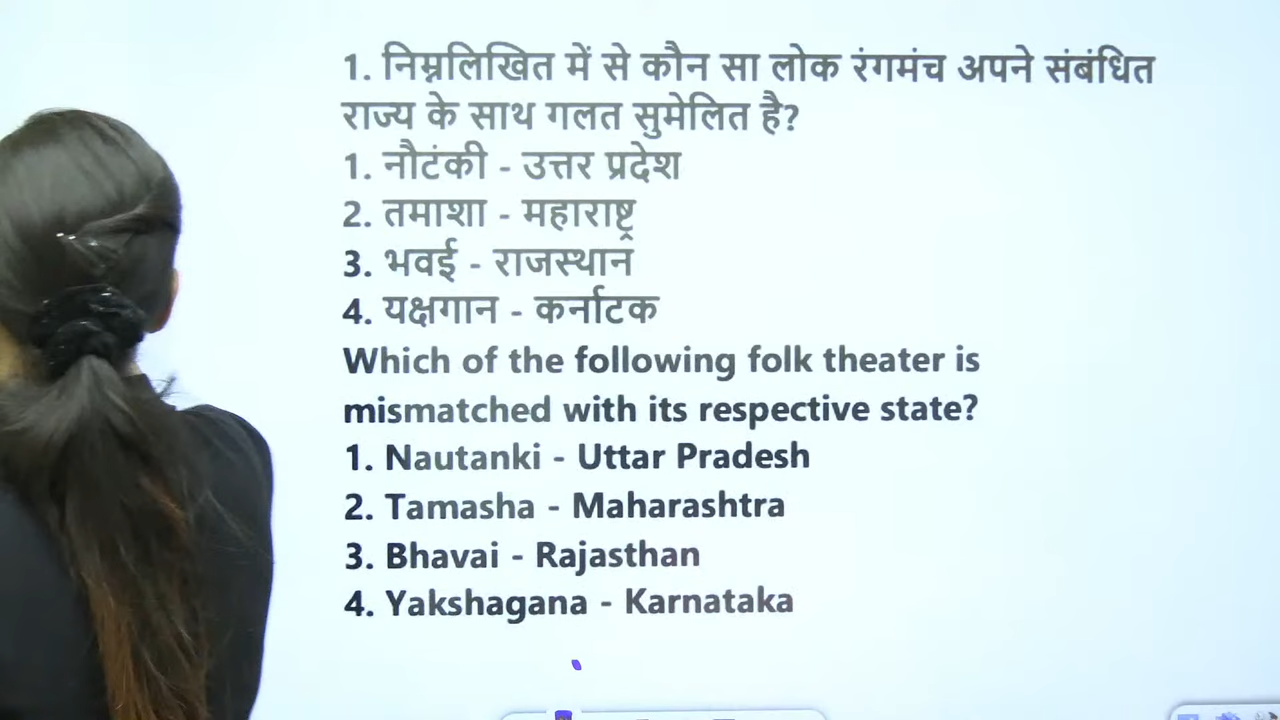 1. निम्नलिखित में से कौन सा लोक रंगमंच अपने संबंधित
राज्य के साथ गलत सुमेलित है?
1. नौटंकी - उत्तर प्रदेश
2. तमाशा - महाराष्ट्र
3. भवई - राजस्थान
4. यक्षगान - कर्नाटक
Which of the following folk theater is
mismatched with its respective state?
1. Nautanki - Uttar Pradesh
2. Tamasha - Maharashtra
3. Bhavai - Rajasthan
4. Yakshagana - Karnataka